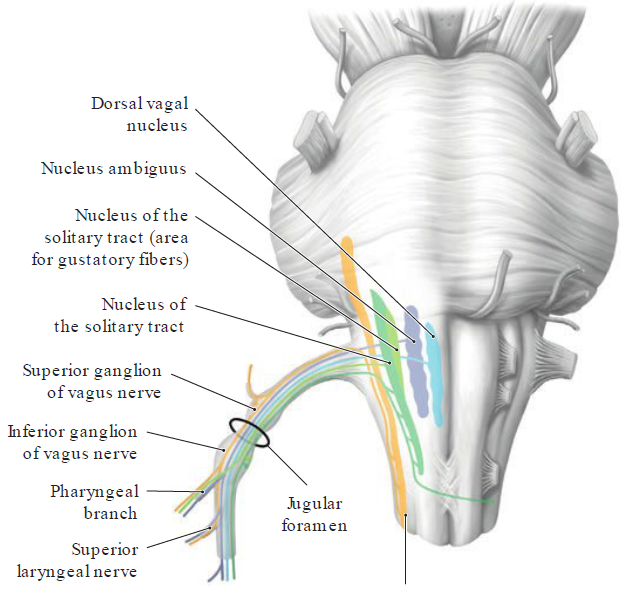 Dorsal vagal
nucleus
Nucleus ambiguus
Nucleus of the
solitary tract (area
for gustatory fibers)
Nucleus of
the solitary tract
Superior ganglion
of vagus nerve
Inferior ganglion
of vagus nerve
Pharyngeal
branch
Jugular
foramen
Superior
laryngeal nerve